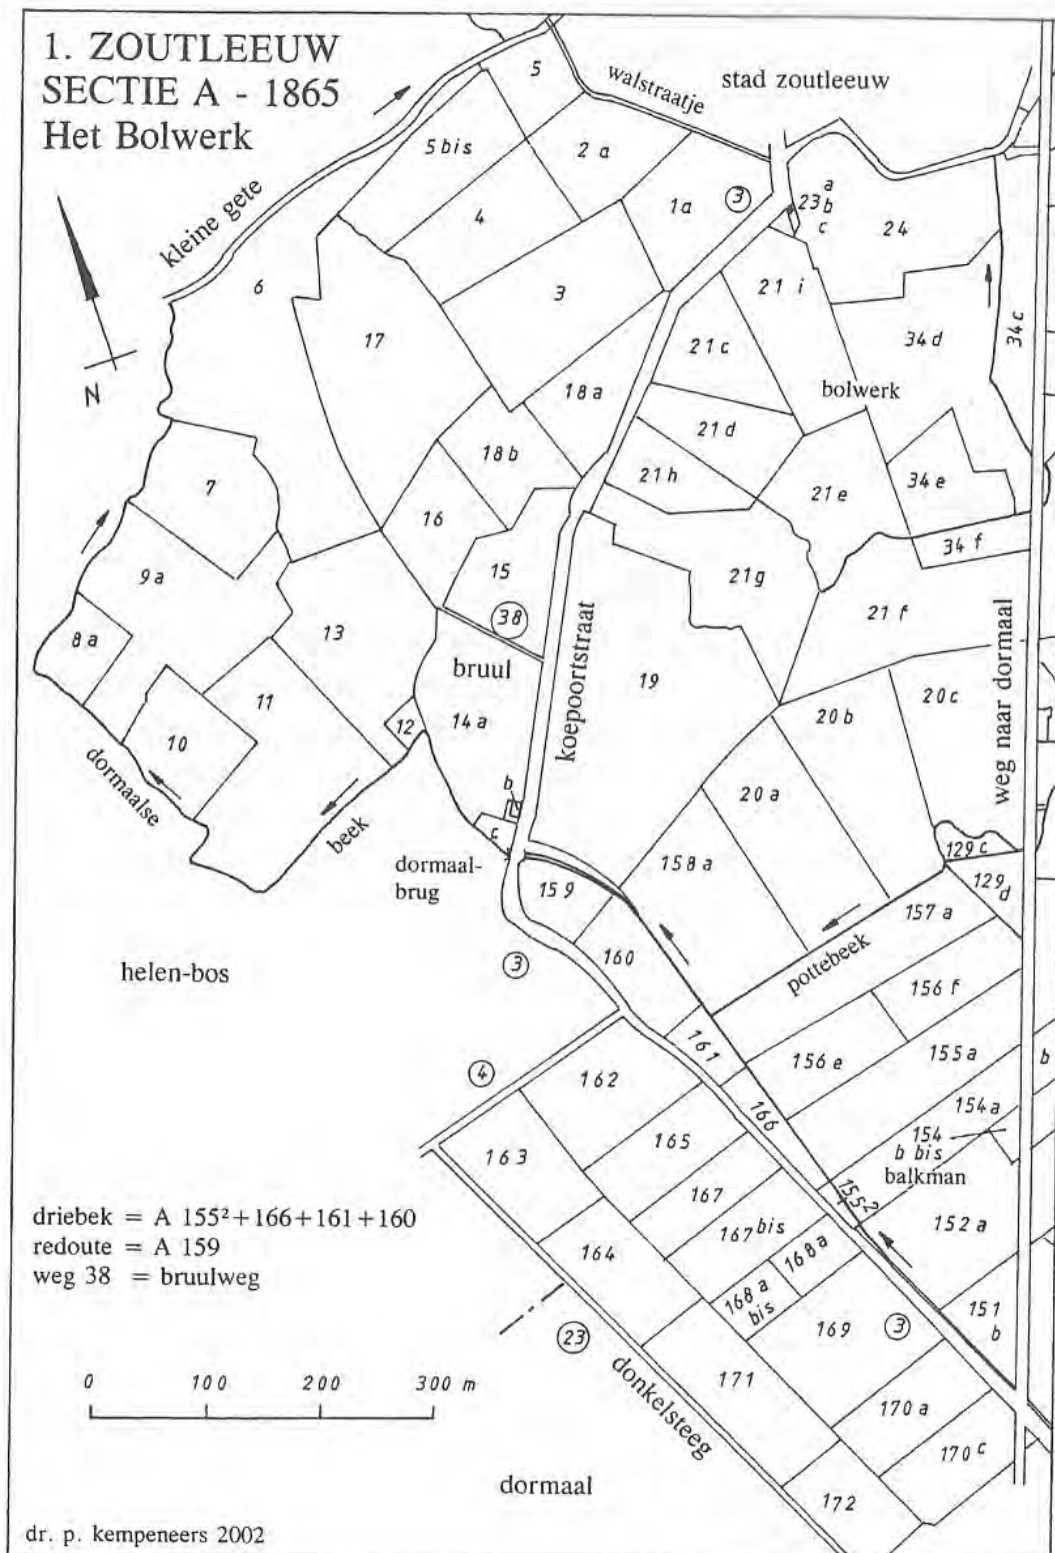 1. ZOUTLEEUW
SECTIE A - 1865
Het Bolwerk
kleine gete
walstraatje
stad zoutleeuw
5
5 bis
2 a
4
1a
3
23
a
b
c
24
6
3
21 i
17
21 c
34 d
34 c
N
18 a
bolwerk
21 d
18 b
7
21 h
21 e
34 e
16
34 f
9 a
15
21 g
38
21 f
8 a
13
bruul
koepoortstraat
19
weg naar dormaal
11
20 c
12
14 a
20 b
10
dormaalse
b
20 a
beek
c
129 c
dormaal-
brug
158 a
129
d
159
157 a
helen-bos
3
160
pottebeek
156 f
161
156 e
155 a
b
4
162
166
154 a
163
165
154
b bis
balkman
167
155²
driebek = A 155²+166+161+160
redoute = A 159
weg 38 = bruulweg
167 bis
152 a
164
168 a
168 a
bis
151
b
23
169
3
0 100 200 300 m
donkelsteeg
171
170 a
170 c
dormaal
172
dr. p. kempeneers 2002